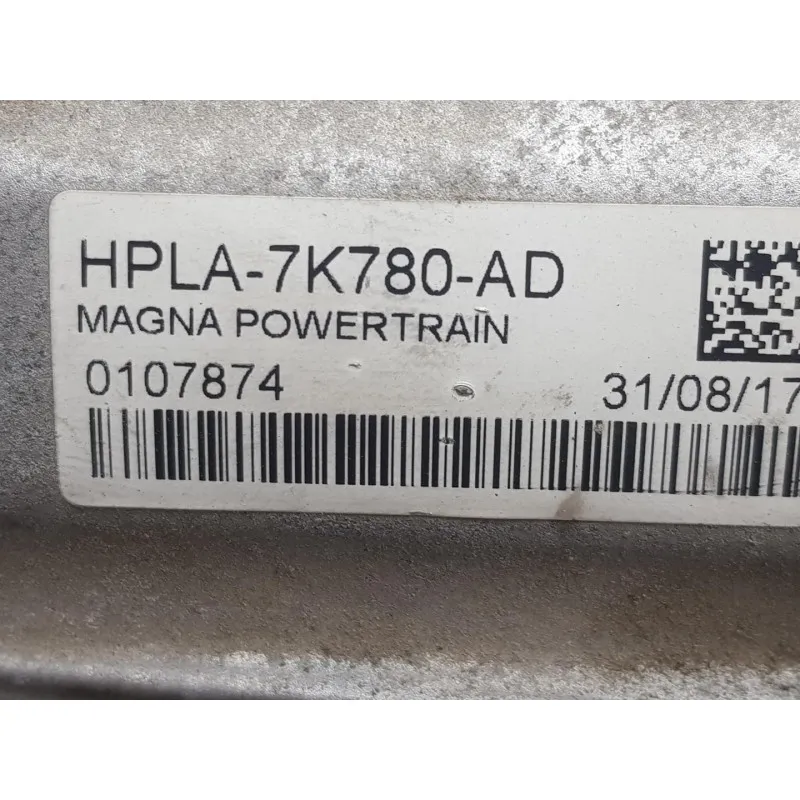 HPLA-7K780-AD
MAGNA POWERTRAIN
0107874
31/08/17